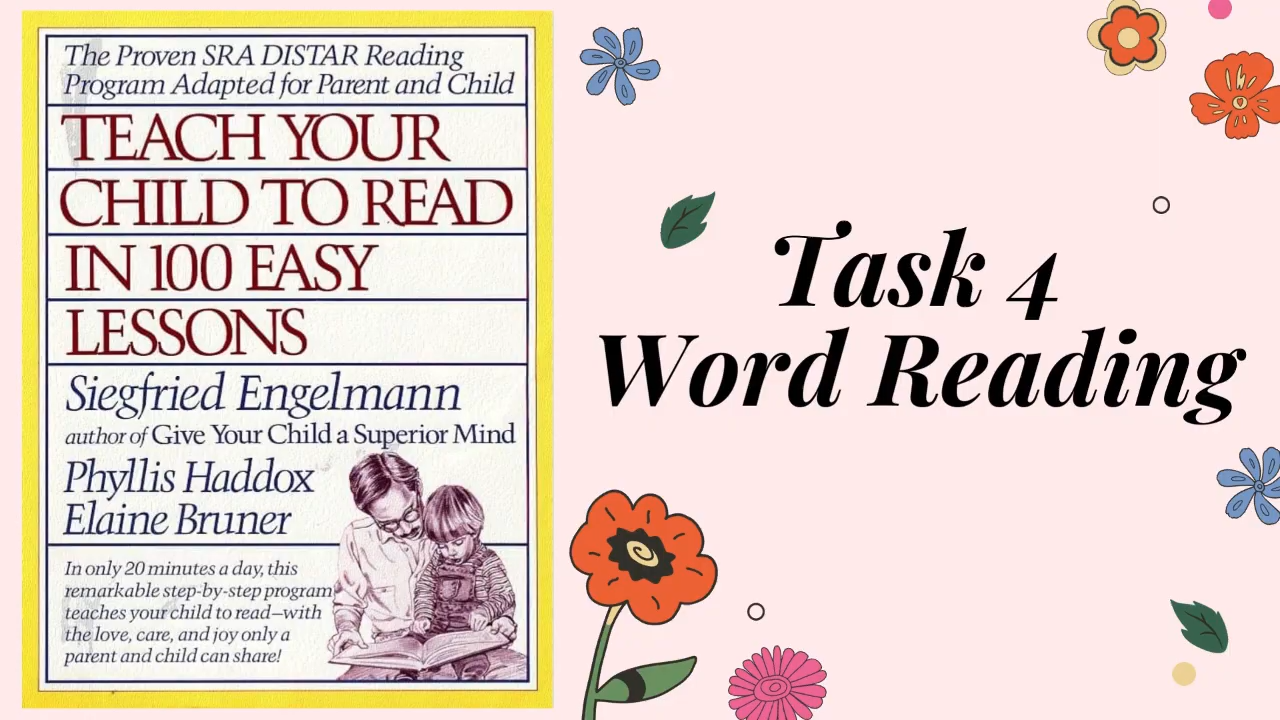 The Proven SRA DISTAR Reading
Program Adapted for Parent and Child
TEACH YOUR
CHILD TO READ
IN 100 EASY
LESSONS
Siegfried Engelmann
author of Give Your Child a Superior Mind
Phyllis Haddox
Elaine Bruner
In only 20 minutes a day, this
remarkable step-by-step program
teaches your child to read—with
the love, care, and joy only a
parent and child can share!
Task 4
Word Reading